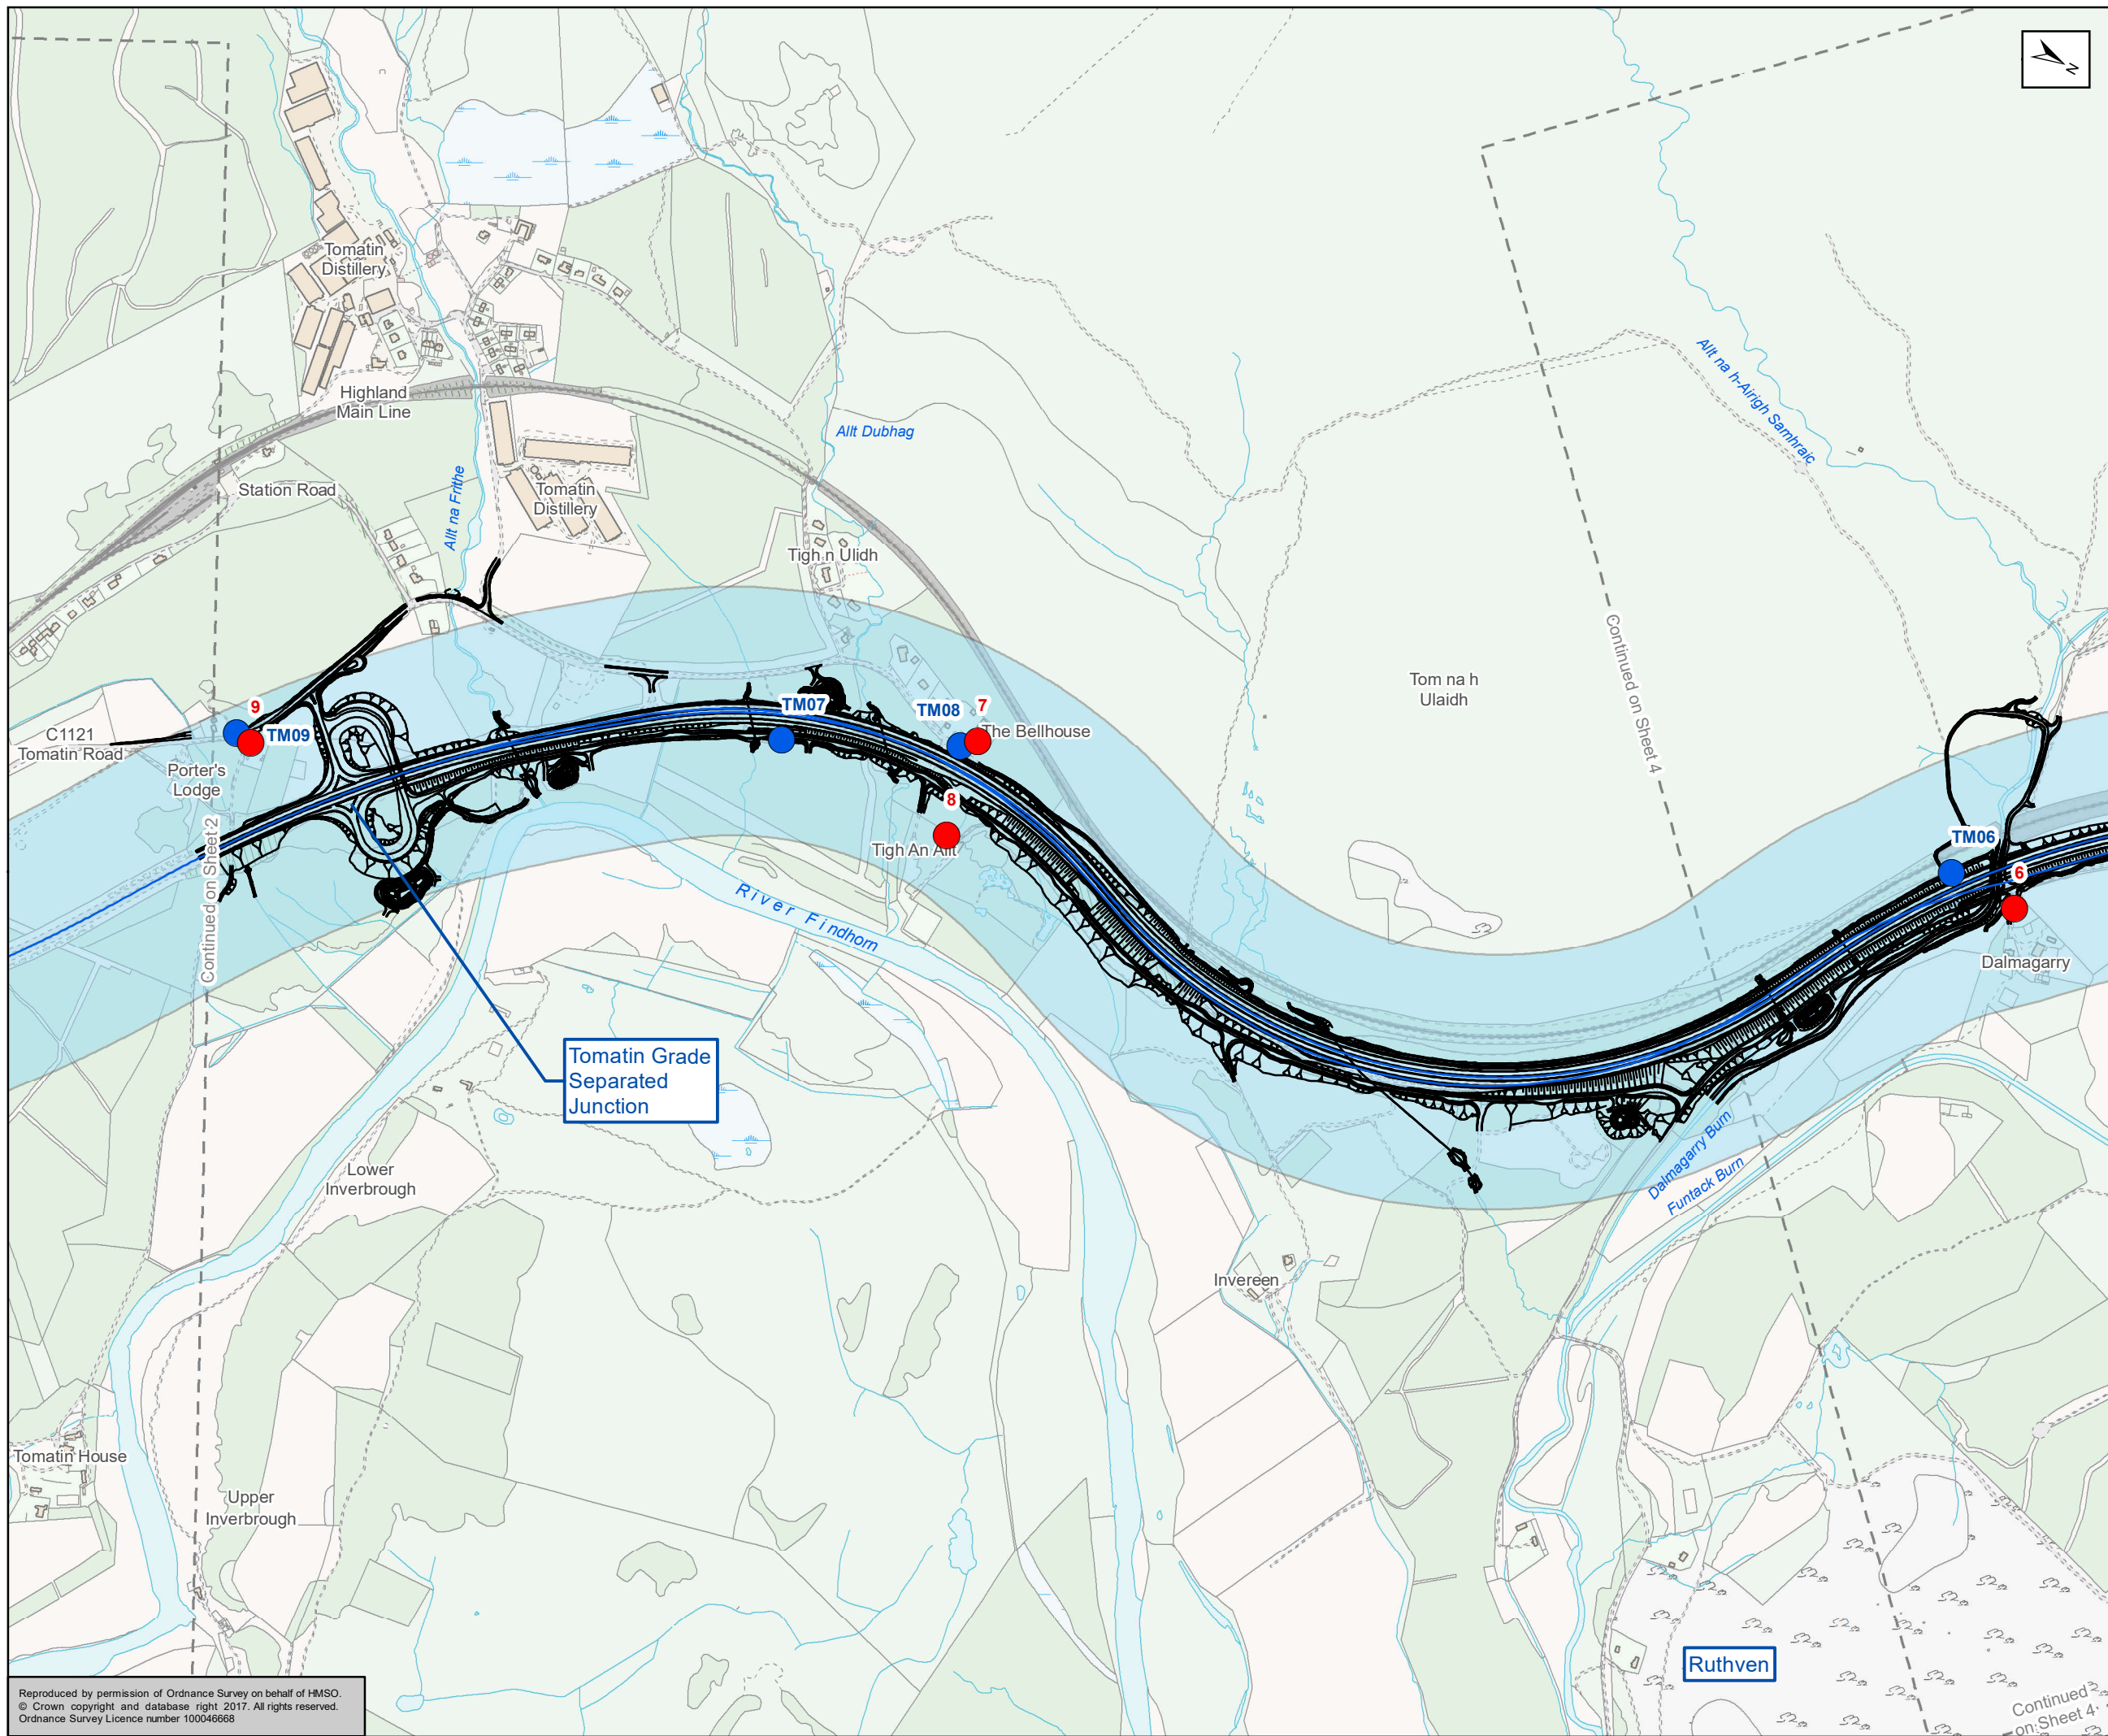 N
Tomatin
Distillery
Highland
Main Line
Allt na h-Airigh Samhraic
Allt Dubhag
Station Road
Allt na Frithe
Tomatin
Distillery
Tigh n Ulidh
Continued on Sheet 4
Tom na h
Ulaidh
9
TM09
TM07
TM08
7
The Bellhouse
C1121
Tomatin Road
Porter's
Lodge
8
Tigh An Allt
TM06
6
Continued on Sheet 2
River Findhorn
Dalmagarry
Tomatin Grade
Separated
Junction
Dalmagarry Burn
Funtack Burn
Lower
Inverbrough
Invereen
Tomatin House
Upper
Inverbrough
Ruthven
Continued
on Sheet 4
Reproduced by permission of Ordnance Survey on behalf of HMSO.
© Crown copyright and database right 2017. All rights reserved.
Ordnance Survey Licence number 100046668